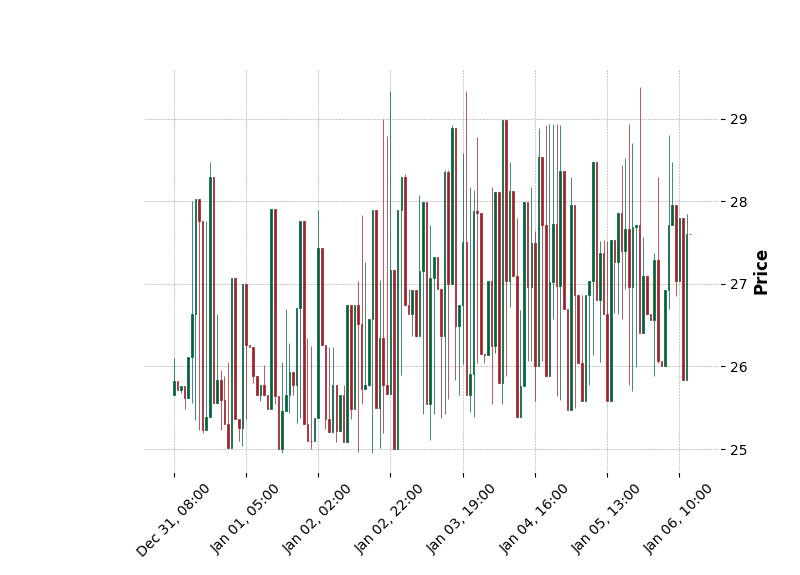 29
28
27
26
25
Price
Dec 31, 08:00
Jan 01, 05:00
Jan 02, 02:00
Jan 02, 22:00
Jan 03, 19:00
Jan 04, 16:00
Jan 05, 13:00
Jan 06, 10:00